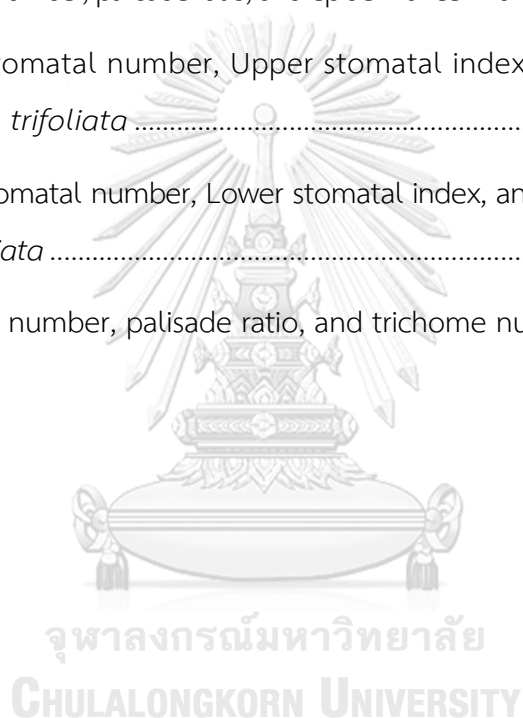 omatal number, Upper stomatal index
trifoliata
omatal number, Lower stomatal index, an
iata
number, palisade ratio, and trichome nu
จุฬาลงกรณ์มหาวิทยาลัย
CHULALONGKORN UNIVERSITY